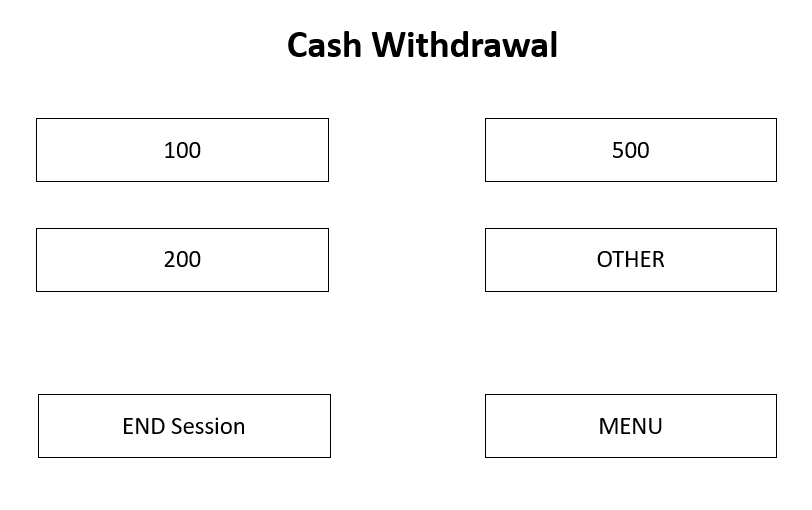 Cash Withdrawal
100
500
200
OTHER
END Session
MENU